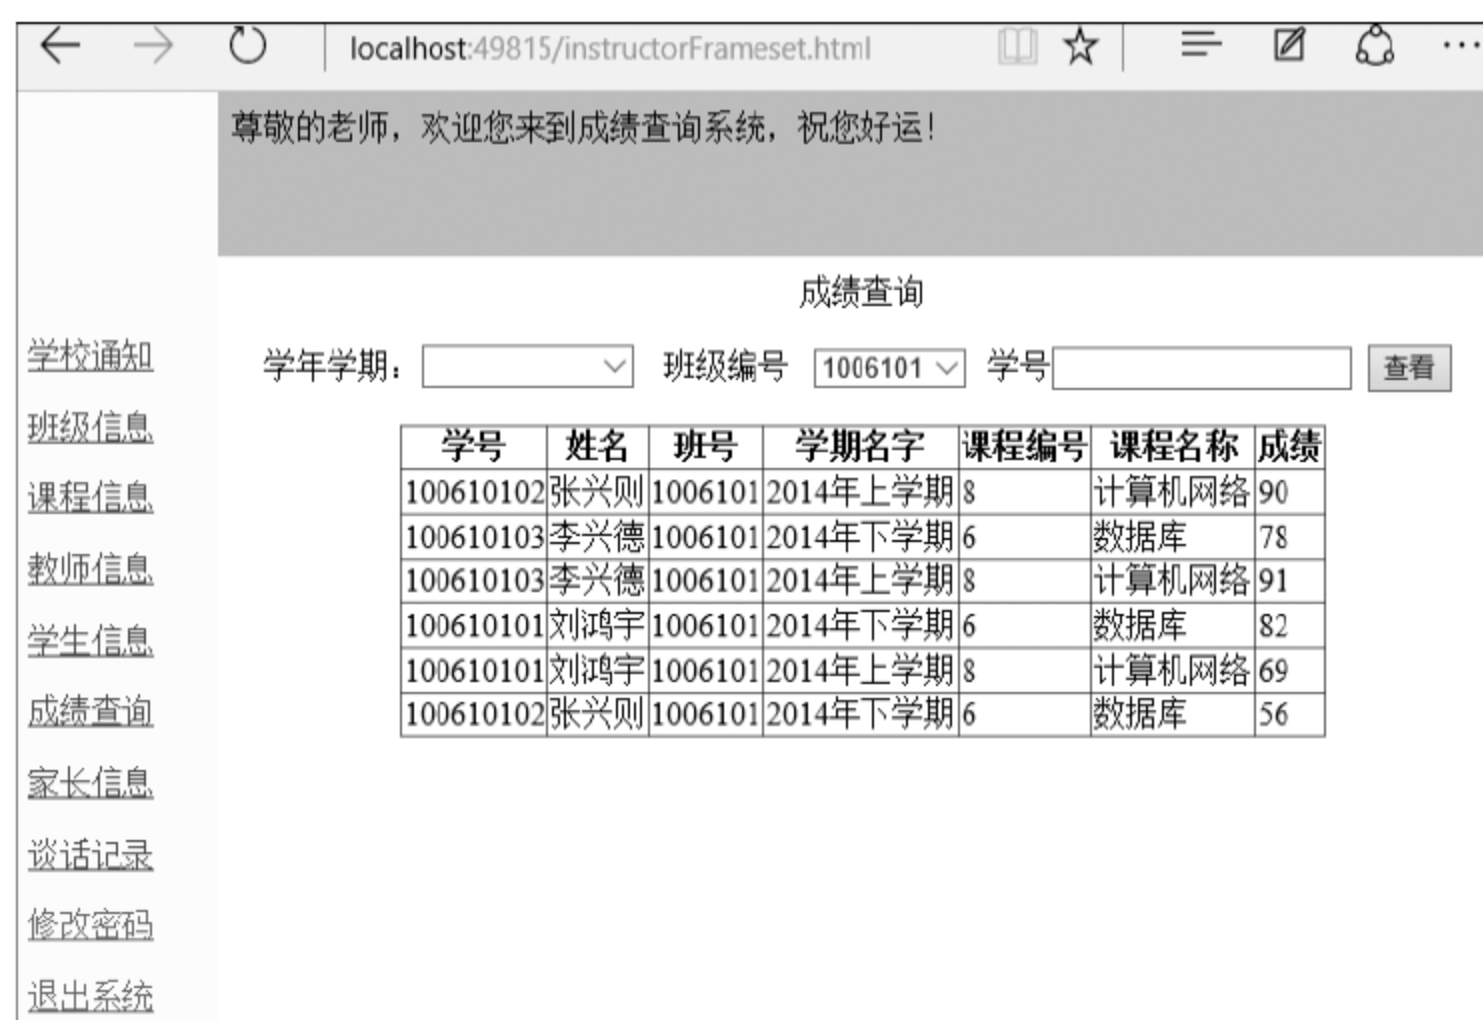 localhost:49815/instructorFrameset.html
尊敬的老师，欢迎您来到成绩查询系统，祝您好运！
成绩查询
学年学期： 班级编号 1006101 学号 查看
学号 姓名 班号 学期名字 课程编号 课程名称 成绩
100610102 张兴则 1006101 2014年上学期 8 计算机网络 90
100610103 李兴德 1006101 2014年下学期 6 数据库 78
100610103 李兴德 1006101 2014年上学期 8 计算机网络 91
100610101 刘鸿宇 1006101 2014年下学期 6 数据库 82
100610101 刘鸿宇 1006101 2014年上学期 8 计算机网络 69
100610102 张兴则 1006101 2014年下学期 6 数据库 56
学校通知
班级信息
课程信息
教师信息
学生信息
成绩查询
家长信息
谈话记录
修改密码
退出系统